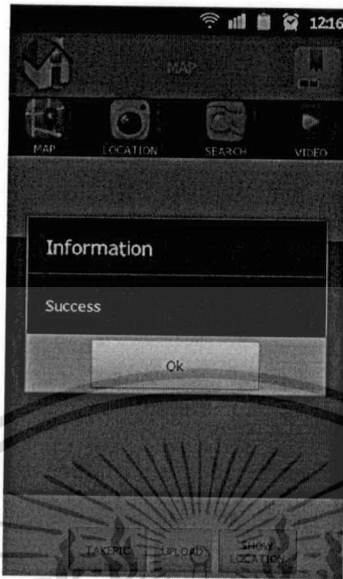 12:16
MAP
MAP LOCATION SEARCH VIDEO
Information
Success
Ok
TAKEPIC UPLOAD SHOW
LOCATION